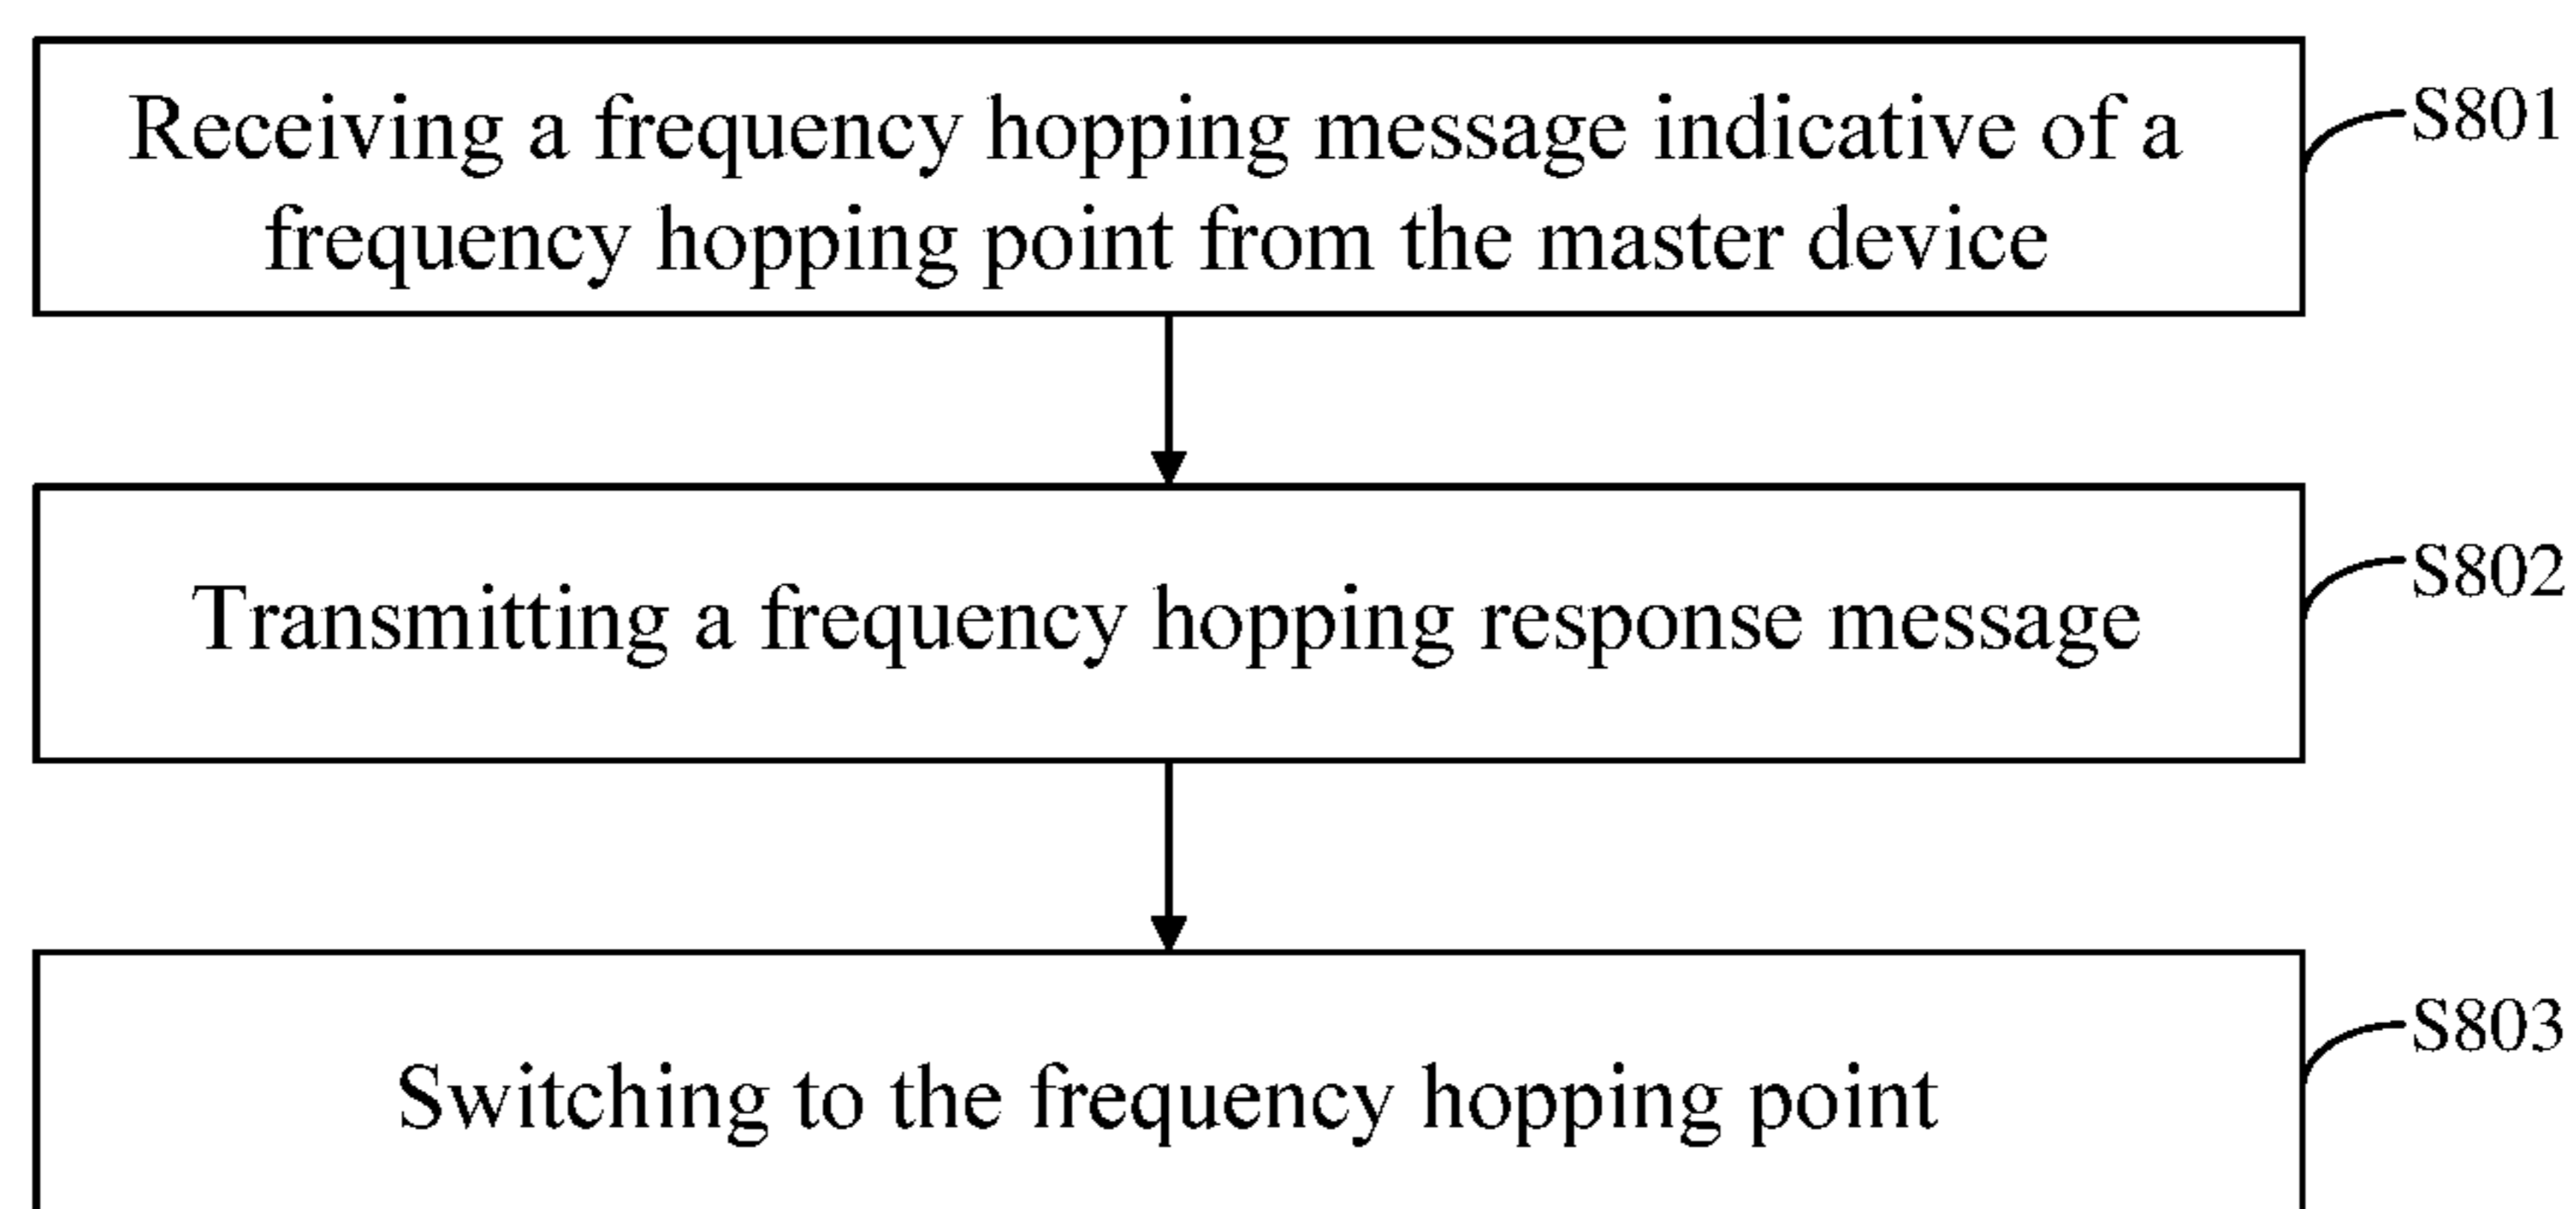 Receiving a frequency hopping message indicative of a
frequency hopping point from the master device
S801
Transmitting a frequency hopping response message
S802
Switching to the frequency hopping point
S803